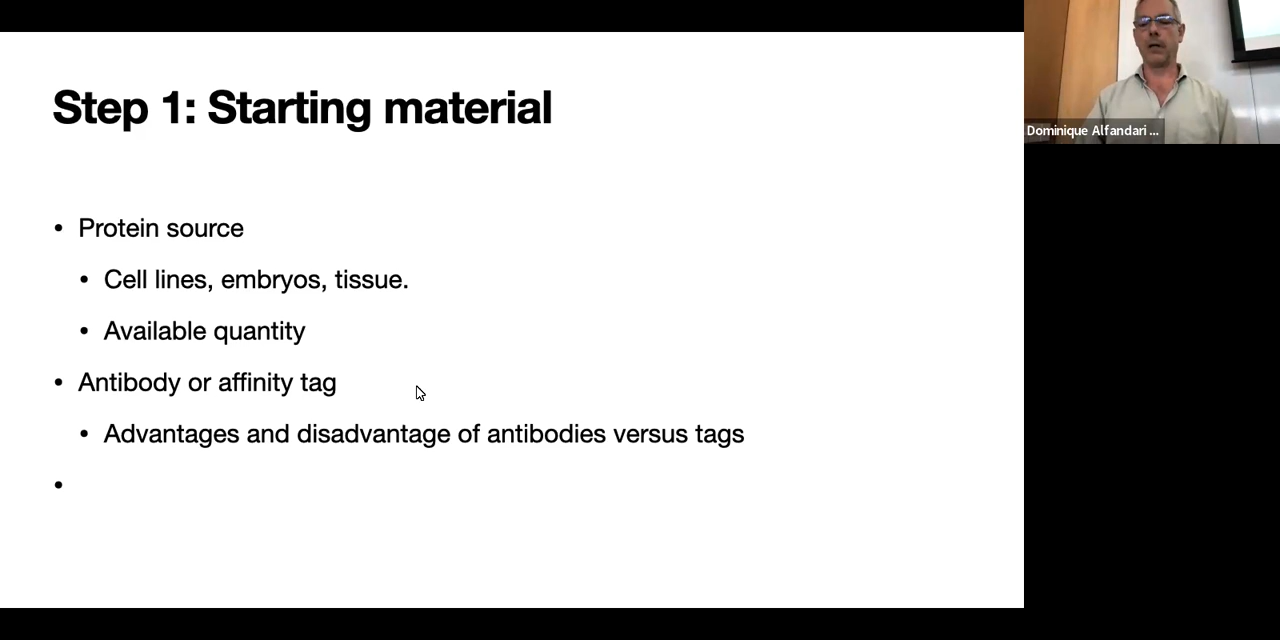 Step 1: Starting material
• Protein source
• Cell lines, embryos, tissue.
• Available quantity
• Antibody or affinity tag
• Advantages and disadvantage of antibodies versus tags
•
Dominique Alfandari ...